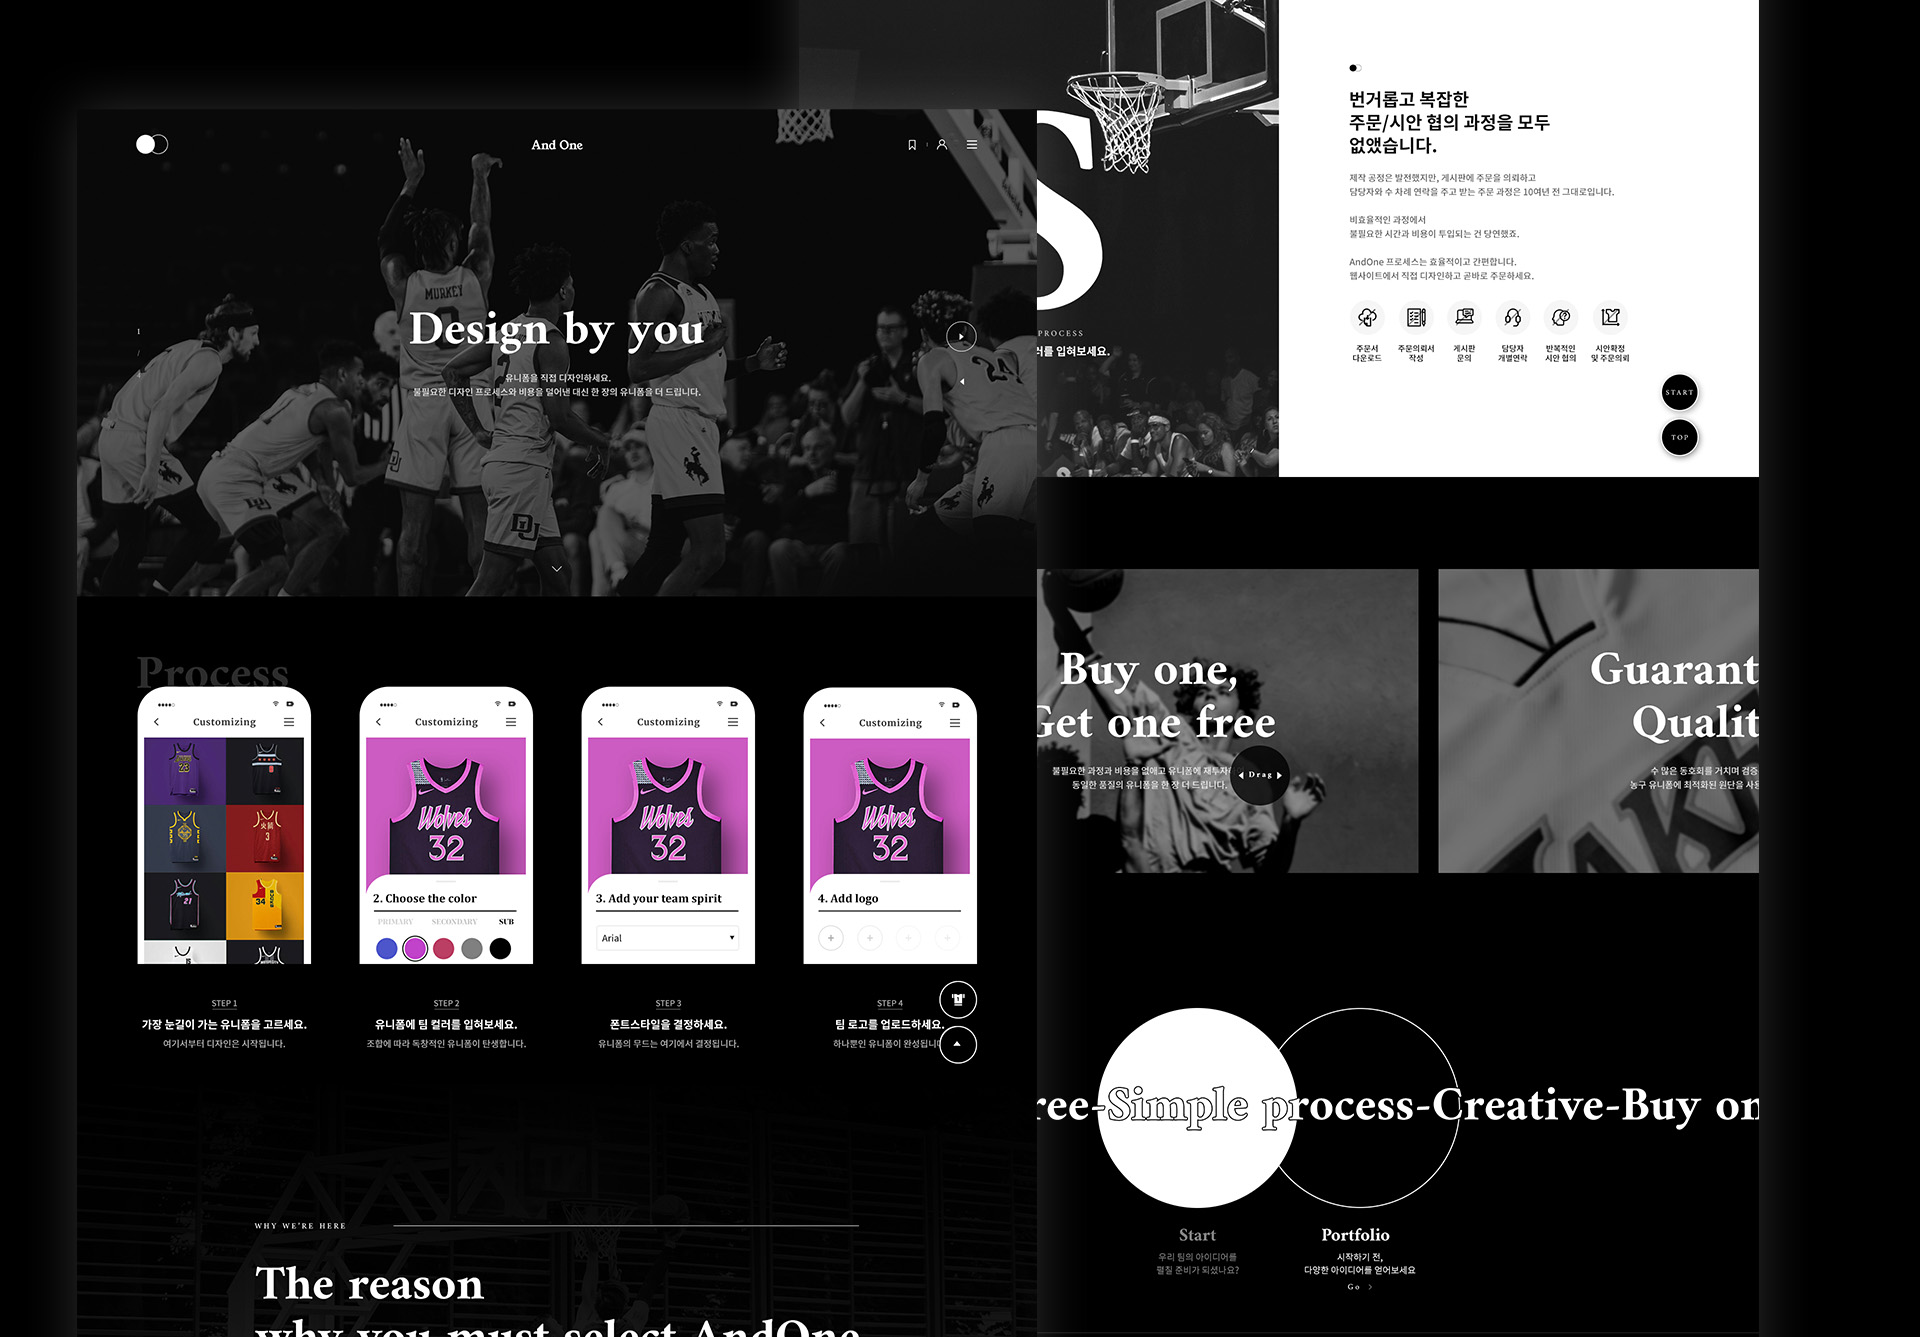 And One
MURKEY
Design by you
유니폼을 직접 디자인하세요.
불필요한 디자인 프로세스와 비용을 덜어낸 대신 한 장의 유니폼을 더 드립니다.
1
/
4
24
DU
Process
Customizing
23
3
21
34
Customizing
Wolves
32
2. Choose the color
PRIMARY SECONDARY SUB
Customizing
Wolves
32
3. Add your team spirit
Arial
Customizing
Wolves
32
4. Add logo
STEP 1
가장 눈길이 가는 유니폼을 고르세요.
여기서부터 디자인은 시작됩니다.
STEP 2
유니폼에 팀 컬러를 입혀보세요.
조합에 따라 독창적인 유니폼이 탄생합니다.
STEP 3
폰트스타일을 결정하세요.
유니폼의 무드는 여기에서 결정됩니다.
STEP 4
팀 로고를 업로드하세요.
하나뿐인 유니폼이 완성됩니다
WHY WE'RE HERE
The reason
why you must select AndOne
S
PROCESS
러를 입혀보세요.
번거롭고 복잡한
주문/시안 협의 과정을 모두
없앴습니다.
제작 공정은 발전했지만, 게시판에 주문을 의뢰하고
담당자와 수 차례 연락을 주고 받는 주문 과정은 10여년 전 그대로입니다.
비효율적인 과정에서
불필요한 시간과 비용이 투입되는 건 당연했죠.
AndOne 프로세스는 효율적이고 간편합니다.
웹사이트에서 직접 디자인하고 곧바로 주문하세요.
주문서
다운로드
주문의뢰서
작성
게시판
문의
담당자
개별연락
반복적인
시안 협의
시안확정
및 주문의뢰
START
TOP
Buy one,
Get one free
불필요한 과정과 비용을 없애고 유니폼에 재투자
동일한 품질의 유니폼을 한 장 더 드립니다.
Drag
Guarant
Qualit
수 많은 동호회를 거치며 검증
농구 유니폼에 최적화된 원단을 사용
ree-Simple process-Creative-Buy on
Start
우리 팀의 아이디어를
펼칠 준비가 되셨나요?
Portfolio
시작하기 전,
다양한 아이디어를 얻어보세요
Go